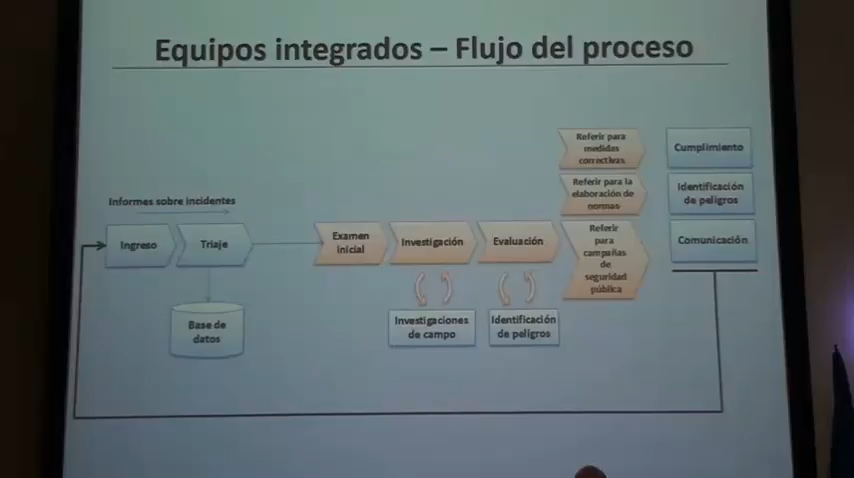 Equipos integrados – Flujo del proceso
Informes sobre incidentes
Ingreso
Triaje
Base de
datos
Examen
inicial
Investigación
Evaluación
Investigaciones
de campo
Identificación
de peligros
Referir para
medidas
correctivas
Referir para la
elaboración de
normas
Referir
para
campañas
de
seguridad
pública
Cumplimiento
Identificación
de peligros
Comunicación